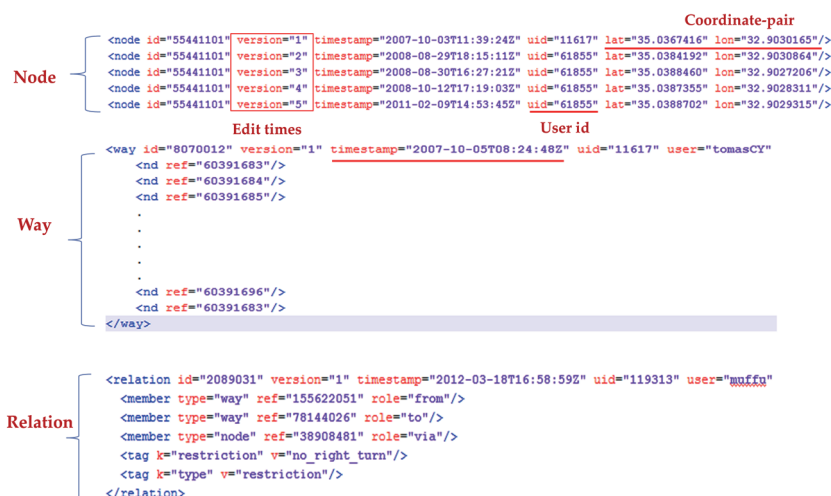 Coordinate-pair
Node
<node id="55441101" version="1" timestamp="2007-10-03T11:39:24Z" uid="11617" lat="35.0367416" lon="32.9030165"/>
<node id="55441101" version="2" timestamp="2008-08-29T18:15:11Z" uid="61855" lat="35.0384192" lon="32.9030864"/>
<node id="55441101" version="3" timestamp="2008-08-30T16:27:21Z" uid="61855" lat="35.0388460" lon="32.9027206"/>
<node id="55441101" version="4" timestamp="2008-10-12T17:19:03Z" uid="61855" lat="35.0387355" lon="32.9028311"/>
<node id="55441101" version="5" timestamp="2011-02-09T14:53:45Z" uid="61855" lat="35.0388702" lon="32.9029315"/>
Edit times
User id
Way
<way id="8070012" version="1" timestamp="2007-10-05T08:24:48Z" uid="11617" user="tomasCY"
<nd ref="60391683"/>
<nd ref="60391684"/>
<nd ref="60391685"/>
.
.
.
.
.
<nd ref="60391696"/>
<nd ref="60391683"/>
</way>
Relation
<relation id="2089031" version="1" timestamp="2012-03-18T16:58:59Z" uid="119313" user="muffu"
<member type="way" ref="155622051" role="from"/>
<member type="way" ref="78144026" role="to"/>
<member type="node" ref="38908481" role="via"/>
<tag k="restriction" v="no_right_turn"/>
<tag k="type" v="restriction"/>
</relation>